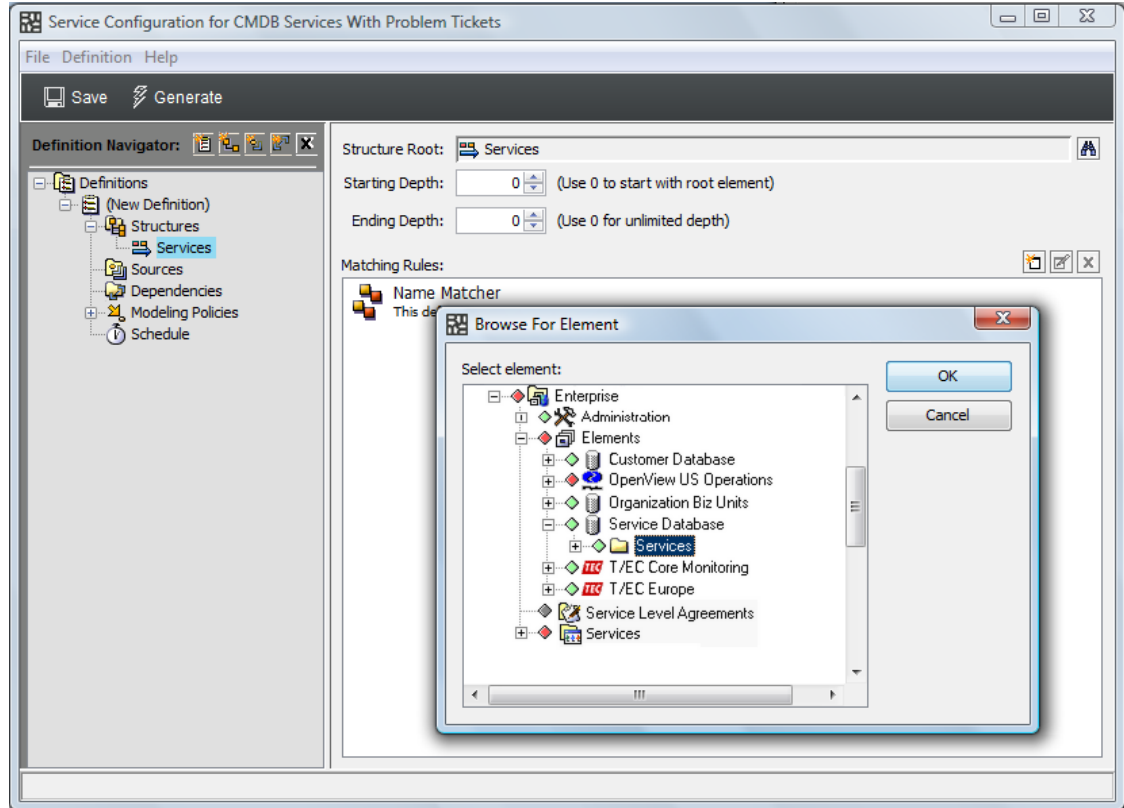 Service Configuration for CMDB Services With Problem Tickets
File Definition Help
Save Generate
Definition Navigator:
Definitions
(New Definition)
Structures
Services
Sources
Dependencies
Modeling Policies
Schedule
Structure Root: Services
Starting Depth: 0 (Use 0 to start with root element)
Ending Depth: 0 (Use 0 for unlimited depth)
Matching Rules:
Name Matcher
This de
Browse For Element
Select element:
OK
Cancel
Enterprise
Administration
Elements
Customer Database
OpenView US Operations
Organization Biz Units
Service Database
Services
TEC T/EC Core Monitoring
TEC T/EC Europe
Service Level Agreements
Services